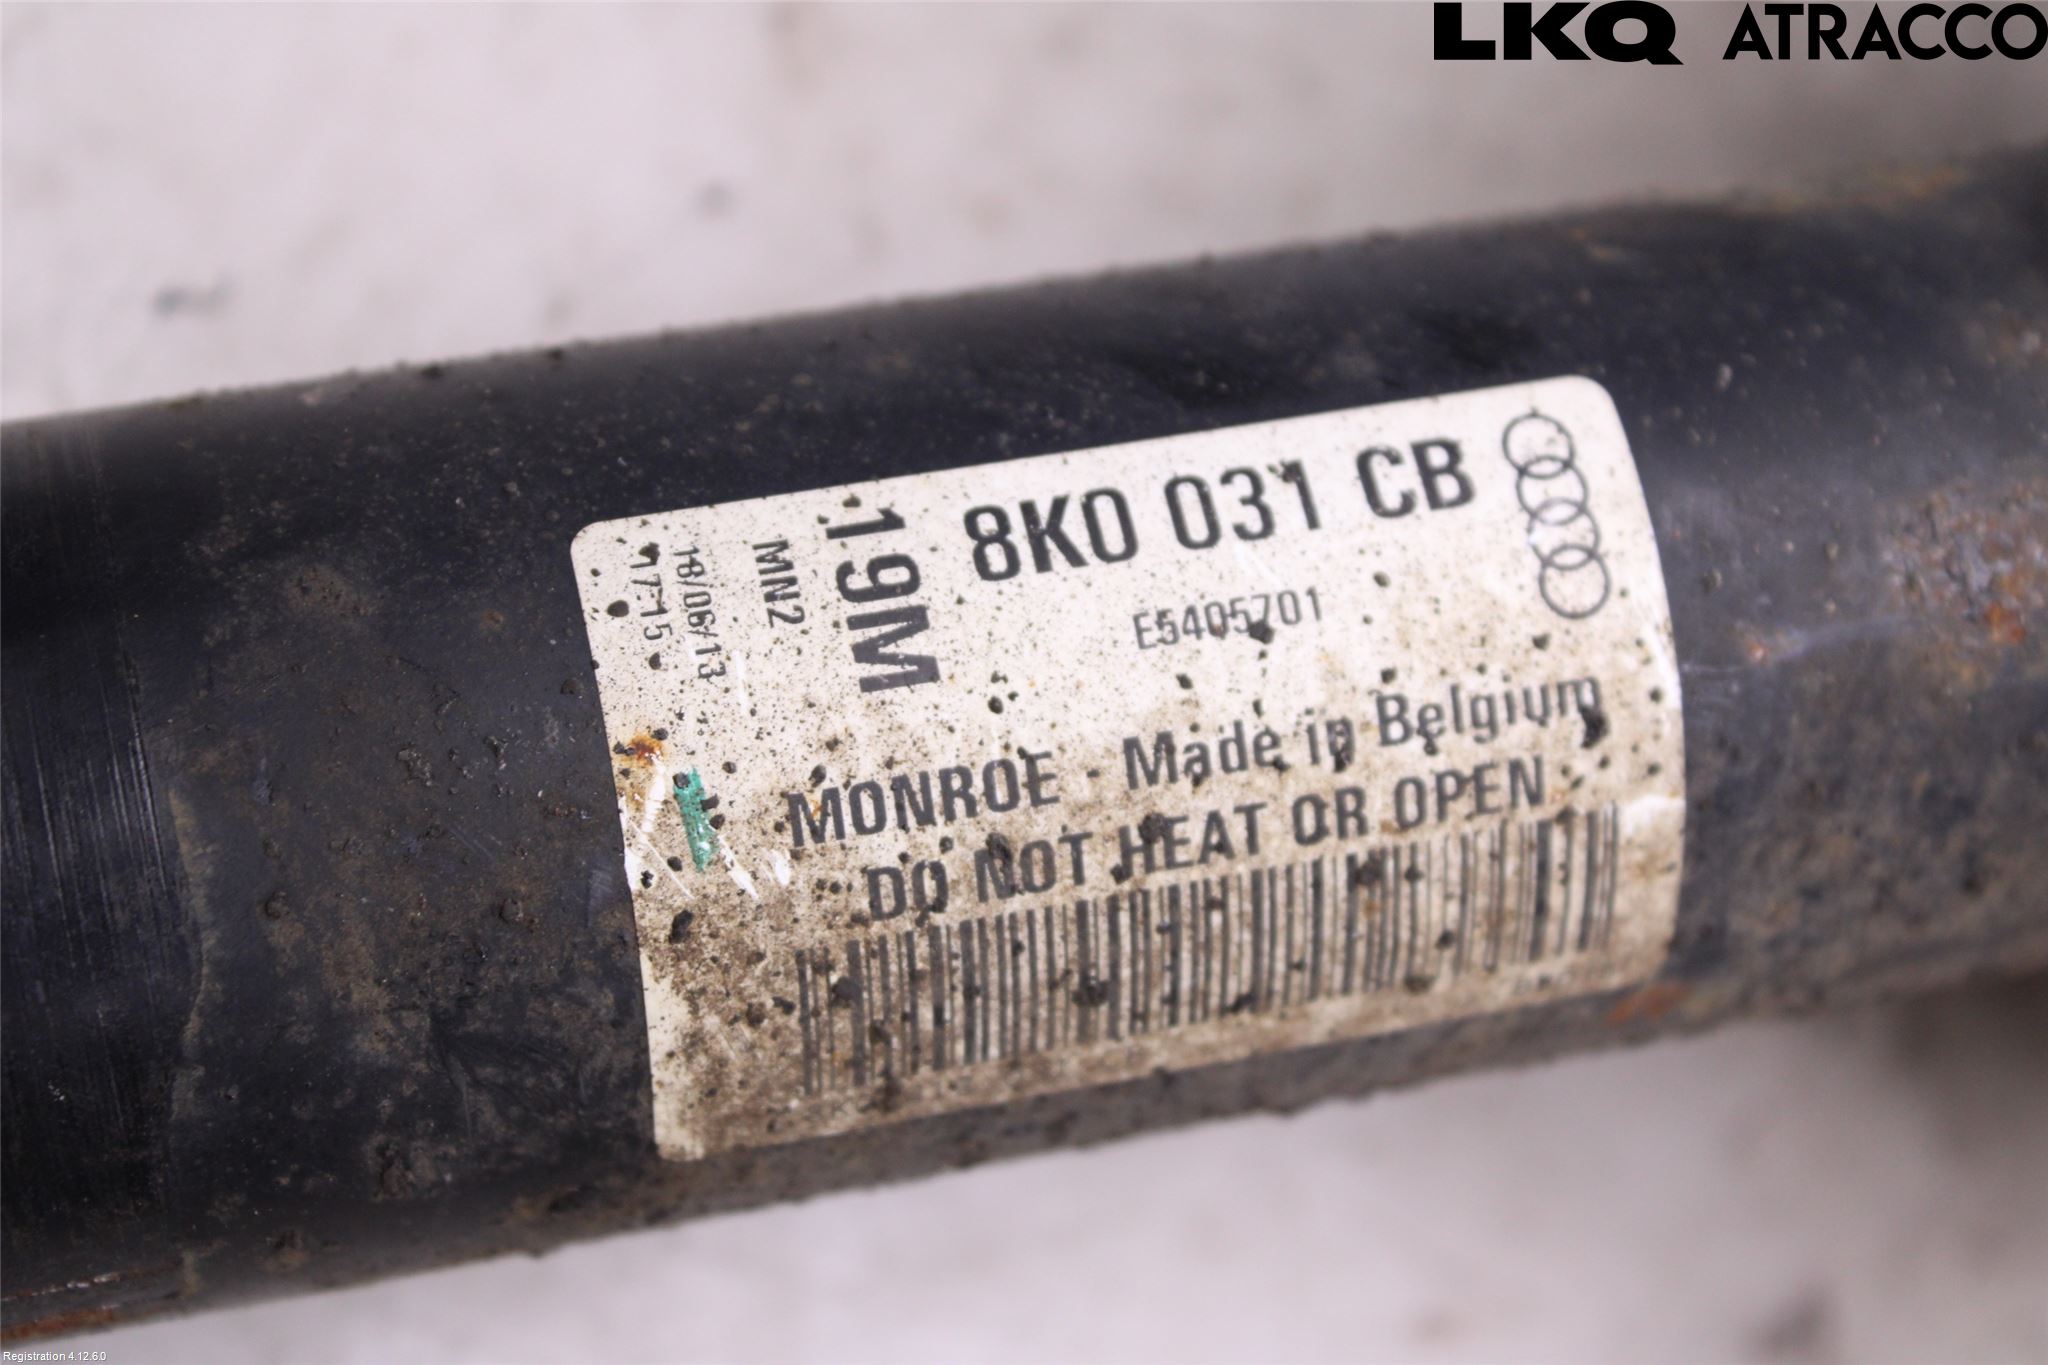 LKQ ATRACCO
8K0 031 CB
19M
MN2
18/06/13
17:15
E5405701
MONROE - Made in Belgium
DO NOT HEAT OR OPEN
Registration 4.12.6.0